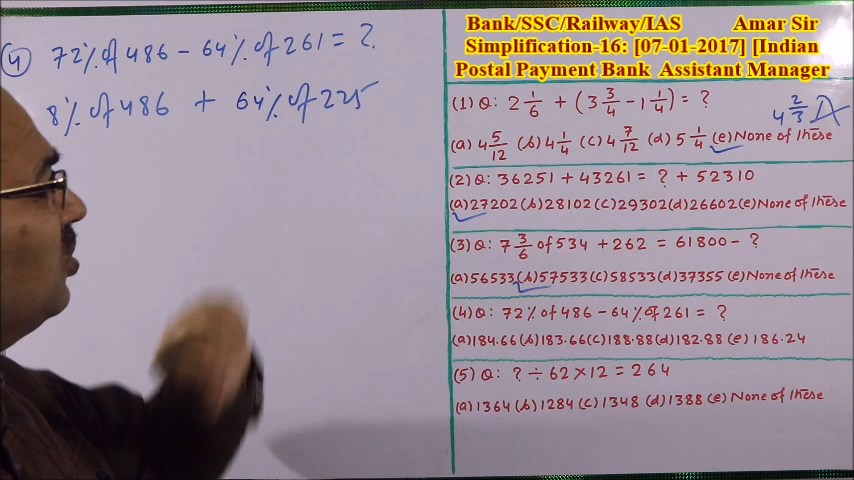 (4) 72% of 486 - 64% of 261 = ?
8% of 486 + 64% of 225
Bank/SSC/Railway/IAS Amar Sir
Simplification-16: [07-01-2017] [Indian
Postal Payment Bank Assistant Manager
(1) Q: 2 1/6 + (3 3/4 - 1 1/4) = ? 4 2/3
(a) 4 5/12 (b) 4 1/4 (c) 4 7/12 (d) 5 1/4 (e) None of these
(2) Q: 36251 + 43261 = ? + 52310
(a) 27202 (b) 28102 (c) 29302 (d) 26602 (e) None of these
(3) Q: 7 3/6 of 534 + 262 = 61800 - ?
(a) 56533 (b) 57533 (c) 58533 (d) 37355 (e) None of these
(4) Q: 72% of 486 - 64% of 261 = ?
(a) 184.66 (b) 183.66 (c) 188.88 (d) 182.88 (e) 186.24
(5) Q: ? ÷ 62 × 12 = 264
(a) 1364 (b) 1284 (c) 1348 (d) 1388 (e) None of these